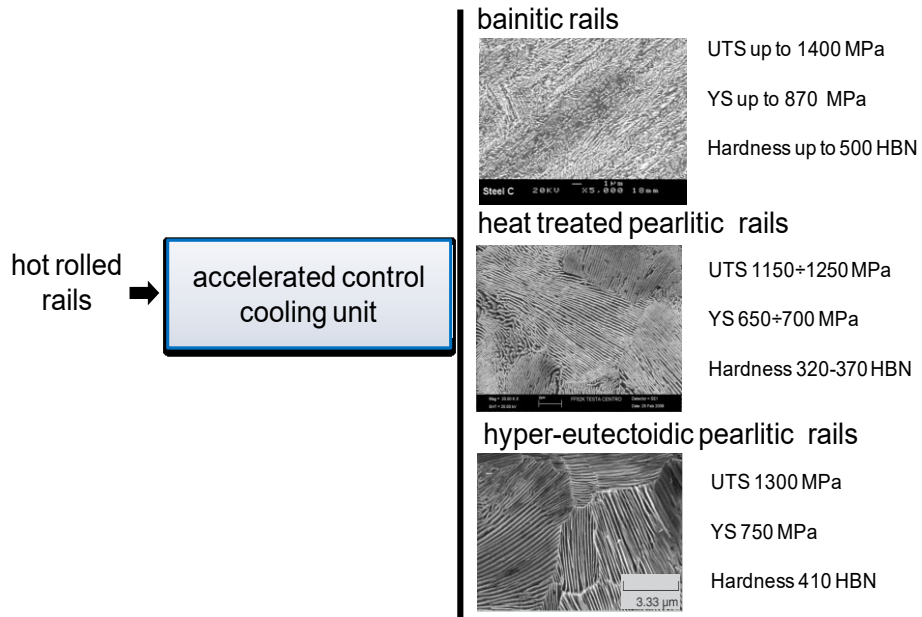 bainitic rails
UTS up to 1400 MPa
YS up to 870 MPa
Hardness up to 500 HBN
Steel C 20KV 1µm X5,000 18mm
hot rolled
rails
accelerated control
cooling unit
heat treated pearlitic rails
UTS 1150÷1250 MPa
YS 650÷700 MPa
Hardness 320-370 HBN
hyper-eutectoidic pearlitic rails
UTS 1300 MPa
YS 750 MPa
Hardness 410 HBN
3.33 µm